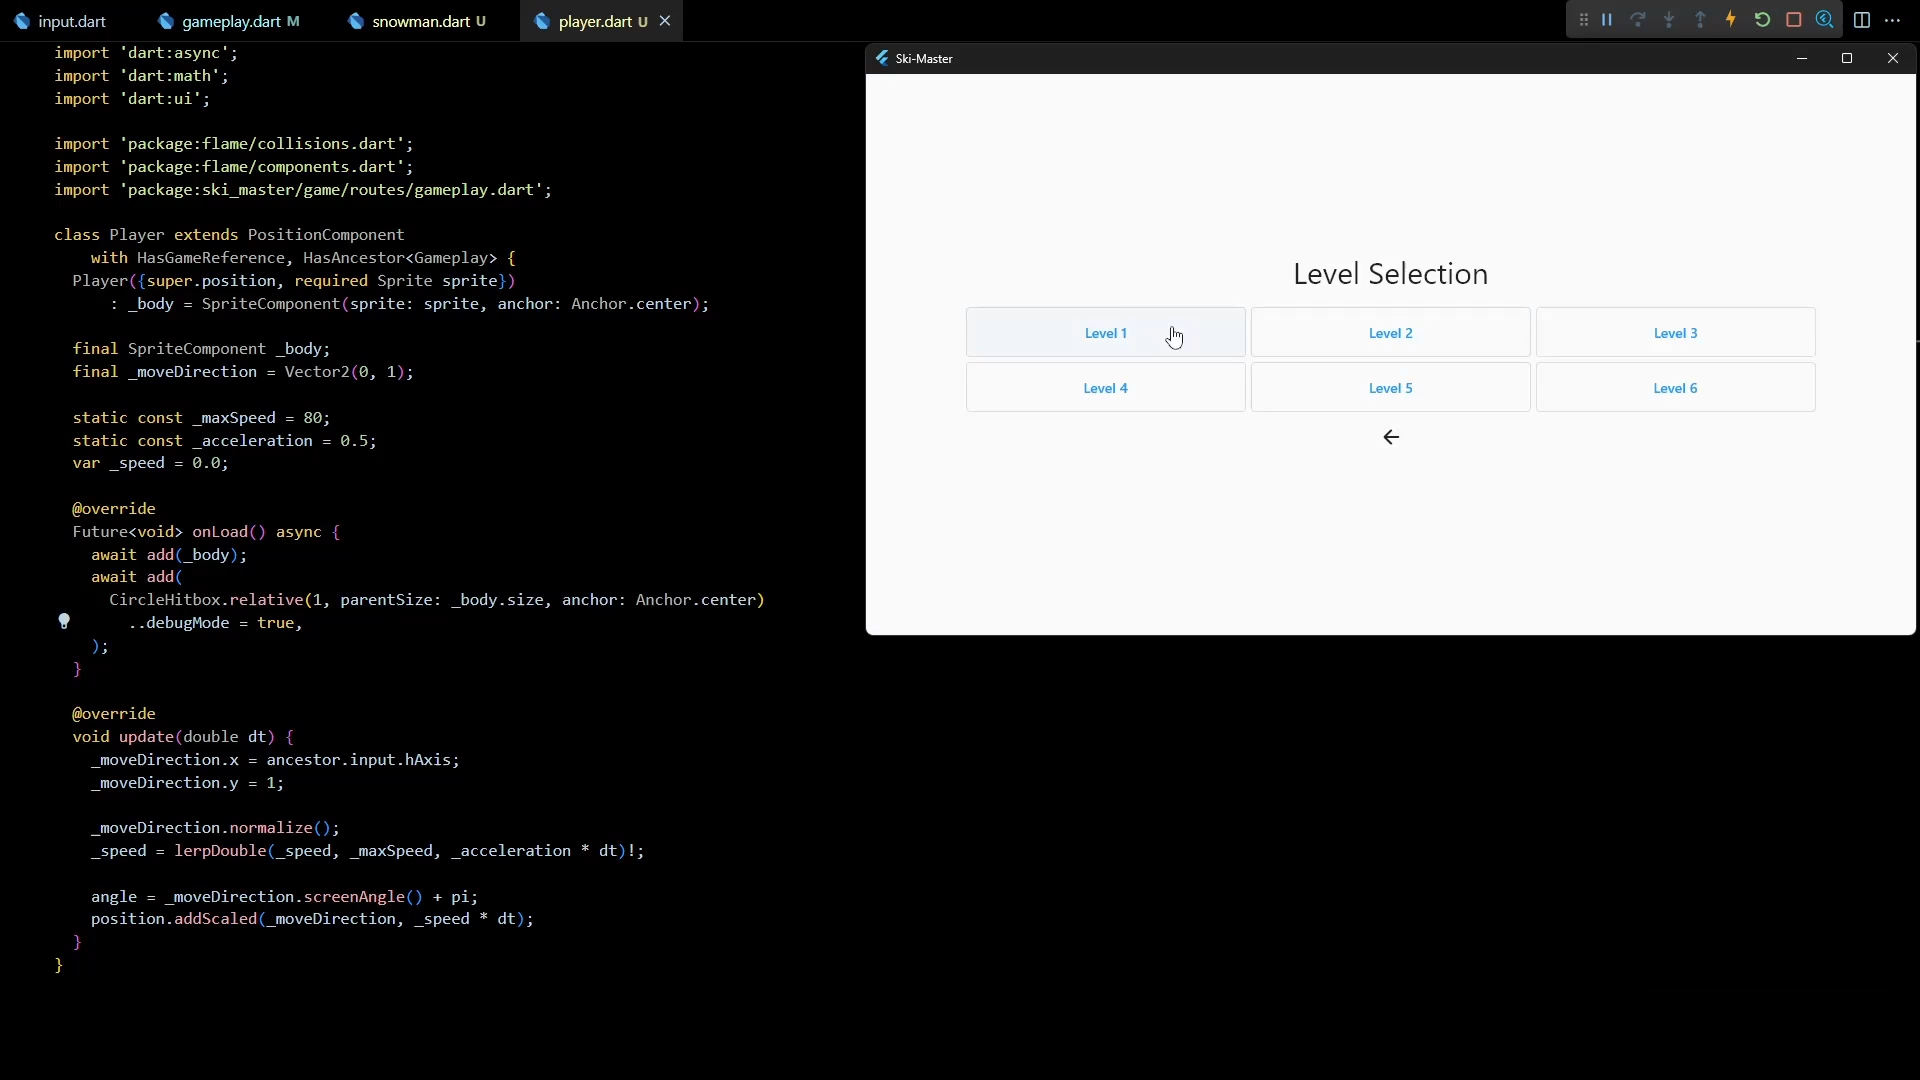 input.dart
gameplay.dart M
snowman.dart U
player.dart U
import 'dart:async';
import 'dart:math';
import 'dart:ui';
import 'package:flame/collisions.dart';
import 'package:flame/components.dart';
import 'package:ski_master/game/routes/gameplay.dart';
class Player extends PositionComponent
with HasGameReference, HasAncestor<Gameplay> {
Player({super.position, required Sprite sprite})
: _body = SpriteComponent(sprite: sprite, anchor: Anchor.center);
final SpriteComponent _body;
final _moveDirection = Vector2(0, 1);
static const _maxSpeed = 80;
static const _acceleration = 0.5;
var _speed = 0.0;
@override
Future<void> onLoad() async {
await add(_body);
await add(
CircleHitbox.relative(1, parentSize: _body.size, anchor: Anchor.center)
..debugMode = true,
);
}
@override
void update(double dt) {
_moveDirection.x = ancestor.input.hAxis;
_moveDirection.y = 1;
_moveDirection.normalize();
_speed = lerpDouble(_speed, _maxSpeed, _acceleration * dt)!;
angle = _moveDirection.screenAngle() + pi;
position.addScaled(_moveDirection, _speed * dt);
}
}
Ski-Master
Level Selection
Level 1
Level 2
Level 3
Level 4
Level 5
Level 6